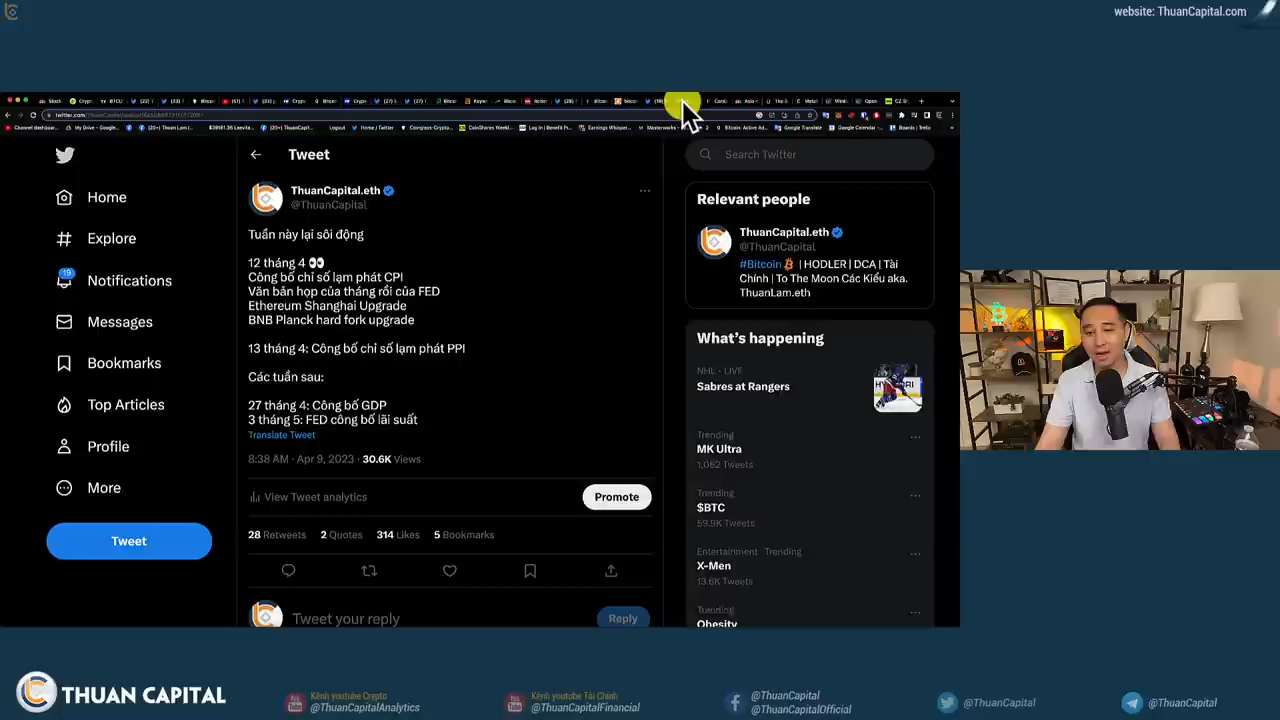 website: ThuanCapital.com
Home
Explore
19
Notifications
Messages
Bookmarks
Top Articles
Profile
More
Tweet
Tweet
ThuanCapital.eth
@ThuanCapital
Tuần này lại sôi động
12 tháng 4 👀
Công bố chỉ số lạm phát CPI
Văn bản họp của tháng rồi của FED
Ethereum Shanghai Upgrade
BNB Planck hard fork upgrade
13 tháng 4: Công bố chỉ số lạm phát PPI
Các tuần sau:
27 tháng 4: Công bố GDP
3 tháng 5: FED công bố lãi suất
Translate Tweet
8:38 AM · Apr 9, 2023 · 30.6K Views
View Tweet analytics
Promote
28 Retweets 2 Quotes 314 Likes 5 Bookmarks
Tweet your reply
Reply
Search Twitter
Relevant people
ThuanCapital.eth
@ThuanCapital
#Bitcoin | HODLER | DCA | Tài
Chính | To The Moon Các Kiểu aka.
ThuanLam.eth
What's happening
NHL · LIVE
Sabres at Rangers
Trending
MK Ultra
1,082 Tweets
Trending
$BTC
59.9K Tweets
Entertainment · Trending
X-Men
13.6K Tweets
Trending
Obesity
THUAN CAPITAL
Kênh youtube Crypto
@ThuanCapitalAnalytics
Kênh youtube Tài Chính
@ThuanCapitalFinancial
@ThuanCapital
@ThuanCapitalOfficial
@ThuanCapital
@ThuanCapital